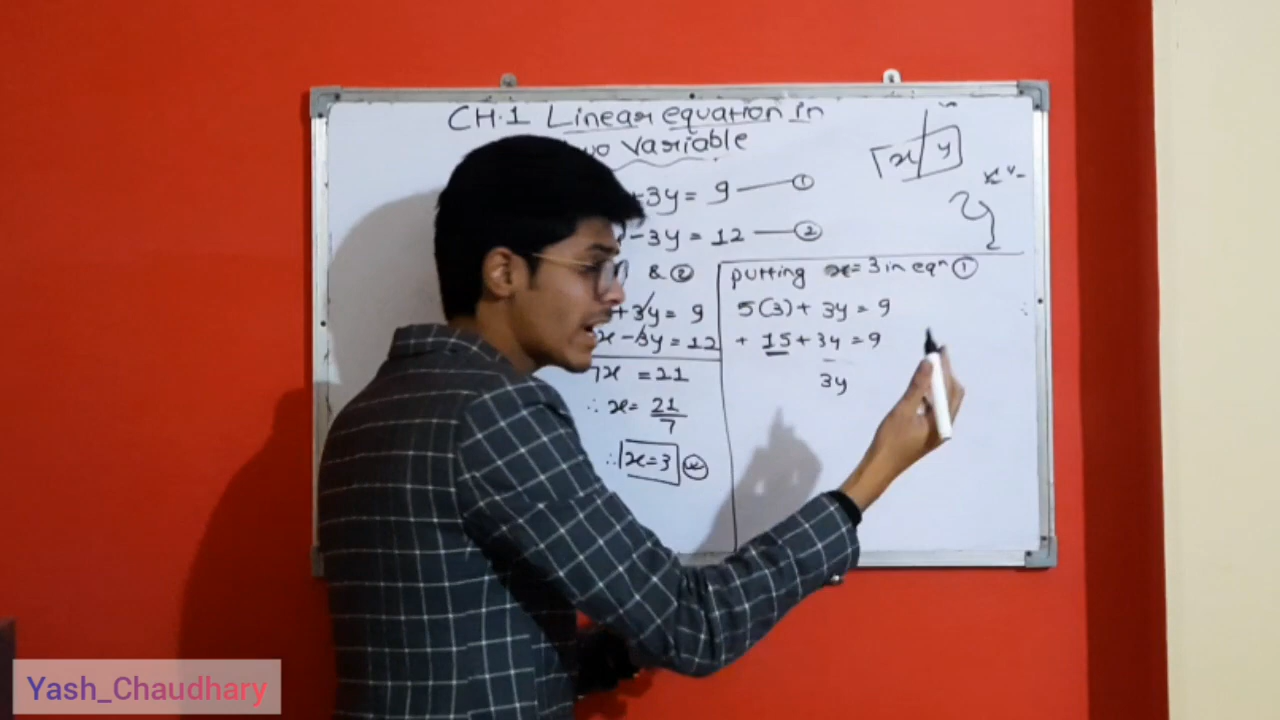 CH.1 Linear equation in
wo Variable
+3y = 9 ①
-3y = 12 ②
& ②
+ 3y = 9
x - 3y = 12
7x = 21
∴ x = 21/7
∴ x = 3
x y
putting x = 3 in eqn ①
5(3) + 3y = 9
+ 15 + 3y = 9
3y
Yash_Chaudhary